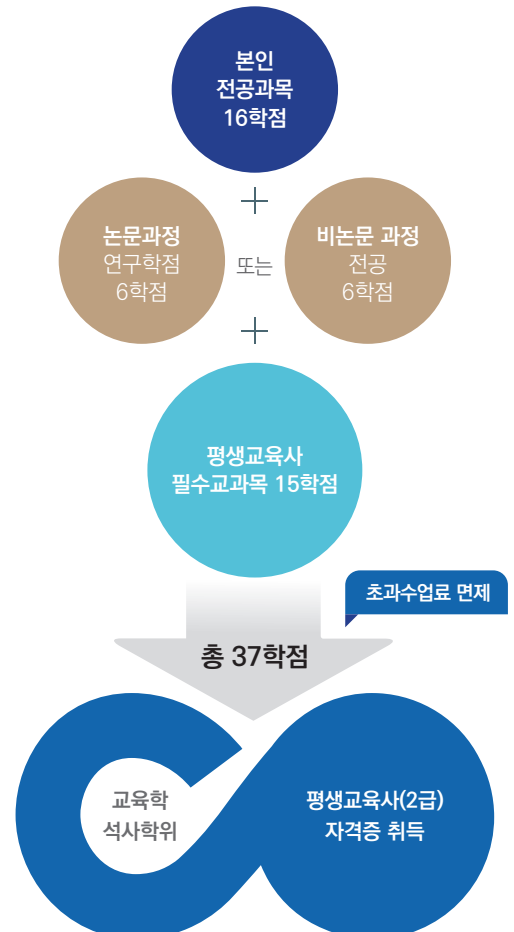 본인
전공과목
16학점
논문과정
연구학점
6학점
또는
비논문 과정
전공
6학점
평생교육사
필수교과목 15학점
초과수업료 면제
총 37학점
교육학
석사학위
평생교육사(2급)
자격증 취득